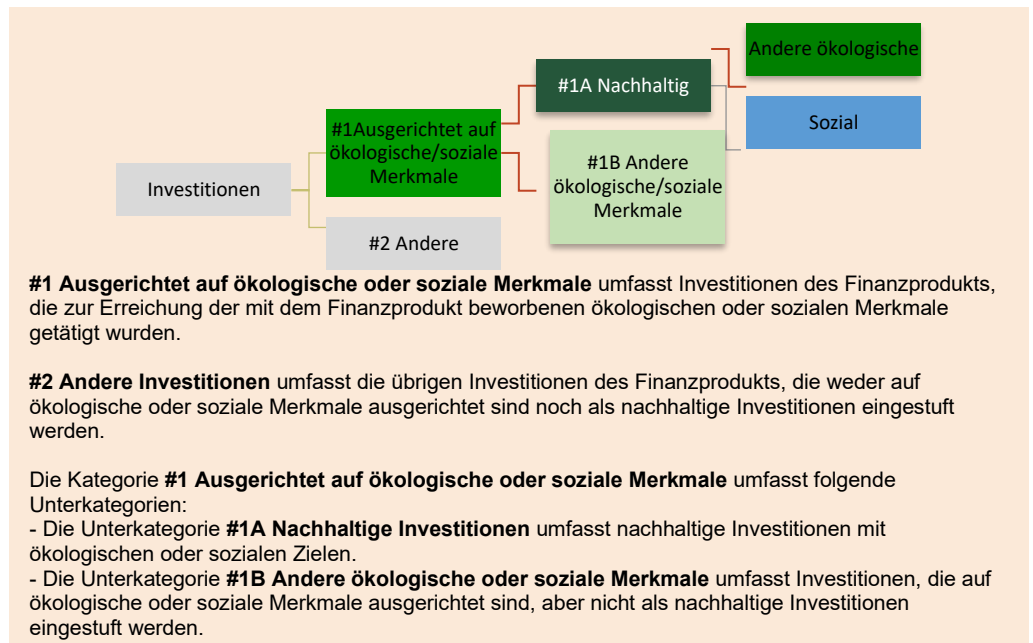 Andere ökologische
#1A Nachhaltig
Sozial
#1Ausgerichtet auf
ökologische/soziale
Merkmale
#1B Andere
ökologische/soziale
Merkmale
Investitionen
#2 Andere
#1 Ausgerichtet auf ökologische oder soziale Merkmale umfasst Investitionen des Finanzprodukts,
die zur Erreichung der mit dem Finanzprodukt beworbenen ökologischen oder sozialen Merkmale
getätigt wurden.
#2 Andere Investitionen umfasst die übrigen Investitionen des Finanzprodukts, die weder auf
ökologische oder soziale Merkmale ausgerichtet sind noch als nachhaltige Investitionen eingestuft
werden.
Die Kategorie #1 Ausgerichtet auf ökologische oder soziale Merkmale umfasst folgende
Unterkategorien:
- Die Unterkategorie #1A Nachhaltige Investitionen umfasst nachhaltige Investitionen mit
ökologischen oder sozialen Zielen.
- Die Unterkategorie #1B Andere ökologische oder soziale Merkmale umfasst Investitionen, die auf
ökologische oder soziale Merkmale ausgerichtet sind, aber nicht als nachhaltige Investitionen
eingestuft werden.